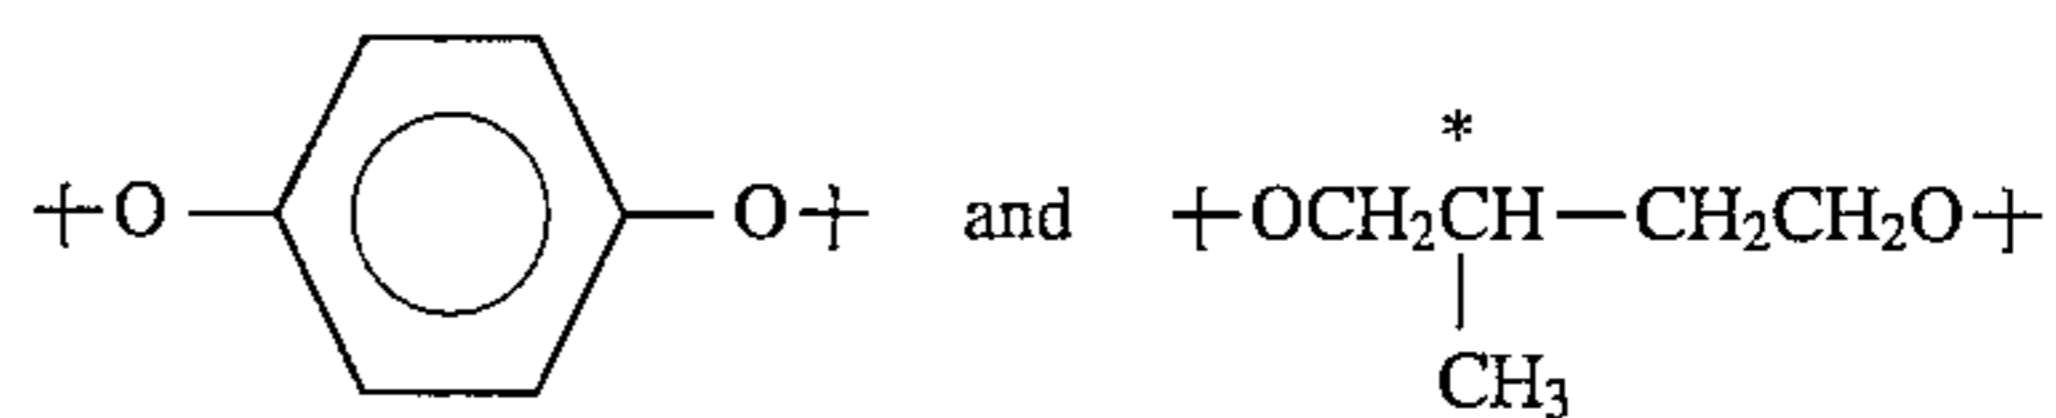 *
O O and OCH₂CH—CH₂CH₂O
CH₃